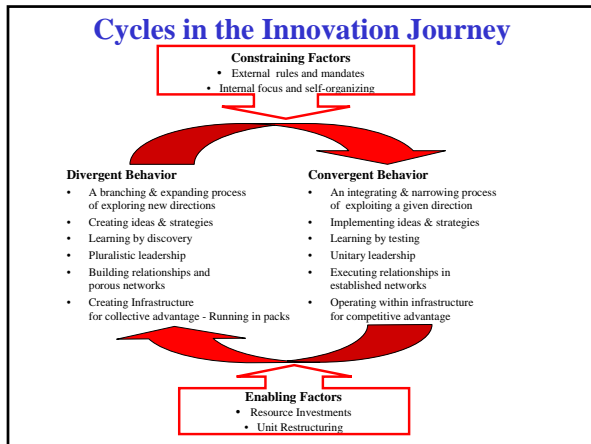 Cycles in the Innovation Journey
Constraining Factors
• External rules and mandates
• Internal focus and self-organizing
Divergent Behavior
• A branching & expanding process
of exploring new directions
• Creating ideas & strategies
• Learning by discovery
• Pluralistic leadership
• Building relationships and
porous networks
• Creating Infrastructure
for collective advantage - Running in packs
Convergent Behavior
• An integrating & narrowing process
of exploiting a given direction
• Implementing ideas & strategies
• Learning by testing
• Unitary leadership
• Executing relationships in
established networks
• Operating within infrastructure
for competitive advantage
Enabling Factors
• Resource Investments
• Unit Restructuring